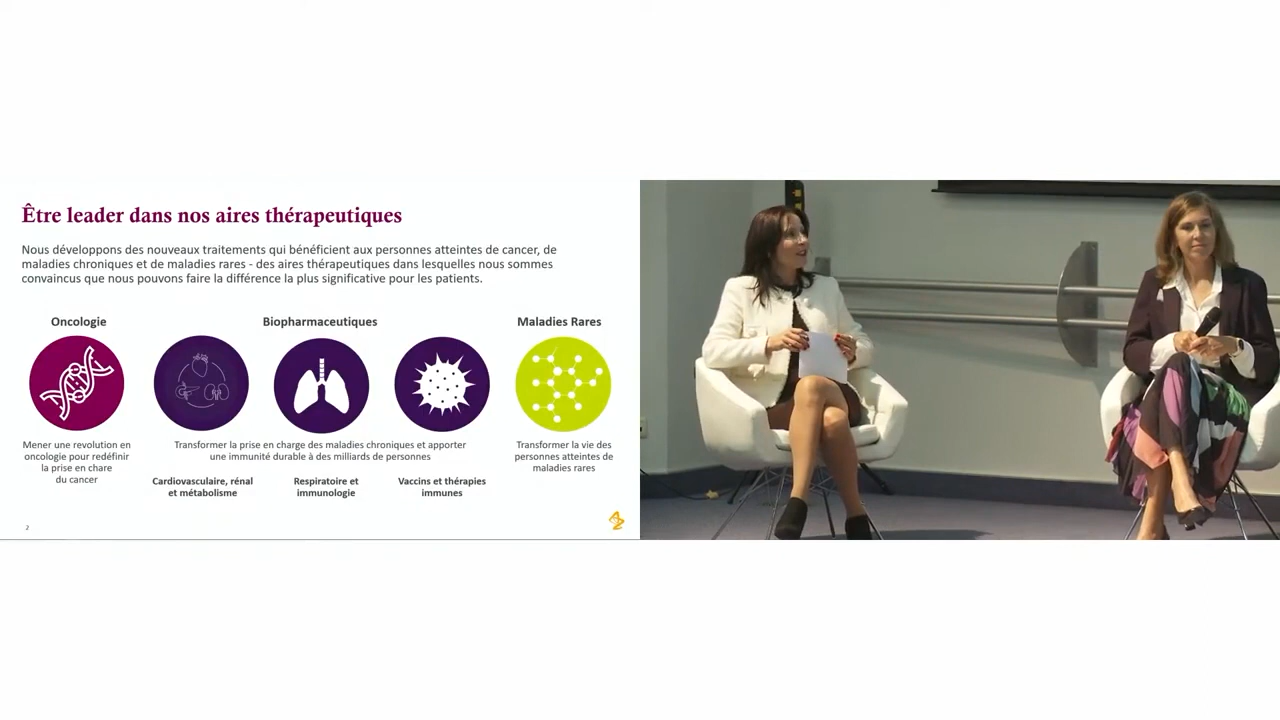 Être leader dans nos aires thérapeutiques
Nous développons des nouveaux traitements qui bénéficient aux personnes atteintes de cancer, de
maladies chroniques et de maladies rares - des aires thérapeutiques dans lesquelles nous sommes
convaincus que nous pouvons faire la différence la plus significative pour les patients.
Oncologie
Mener une revolution en
oncologie pour redéfinir
la prise en chare
du cancer
Biopharmaceutiques
Transformer la prise en charge des maladies chroniques et apporter
une immunité durable à des milliards de personnes
Cardiovasculaire, rénal
et métabolisme
Respiratoire et
immunologie
Vaccins et thérapies
immunes
Maladies Rares
Transformer la vie des
personnes atteintes de
maladies rares
2